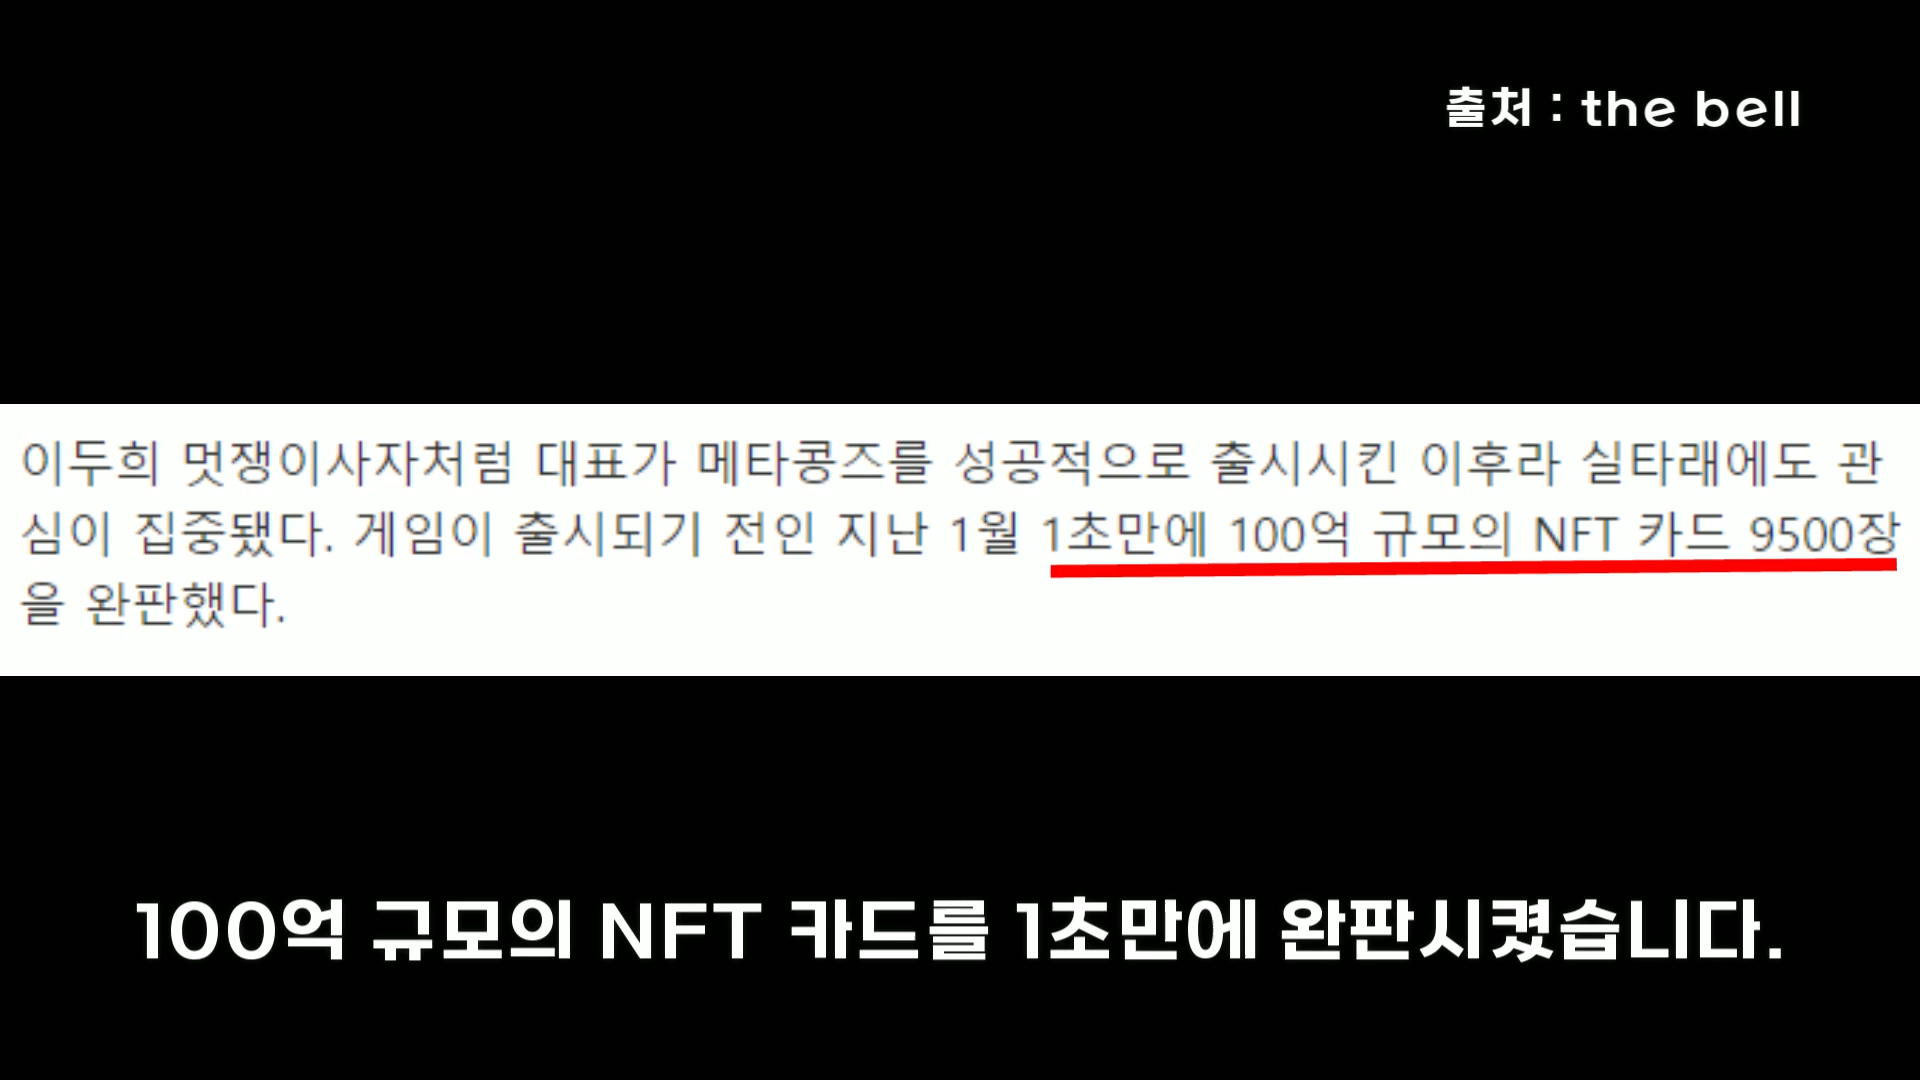 출처 : the bell
이두희 멋쟁이사자처럼 대표가 메타콩즈를 성공적으로 출시시킨 이후라 실타래에도 관
심이 집중됐다. 게임이 출시되기 전인 지난 1월 1초만에 100억 규모의 NFT 카드 9500장
을 완판했다.
100억 규모의 NFT 카드를 1초만에 완판시켰습니다.